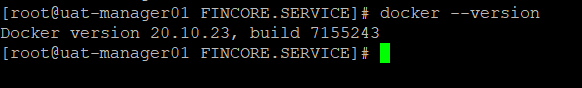 [root@uat-manager01 FINCORE.SERVICE]# docker --version
Docker version 20.10.23, build 7155243
[root@uat-manager01 FINCORE.SERVICE]#